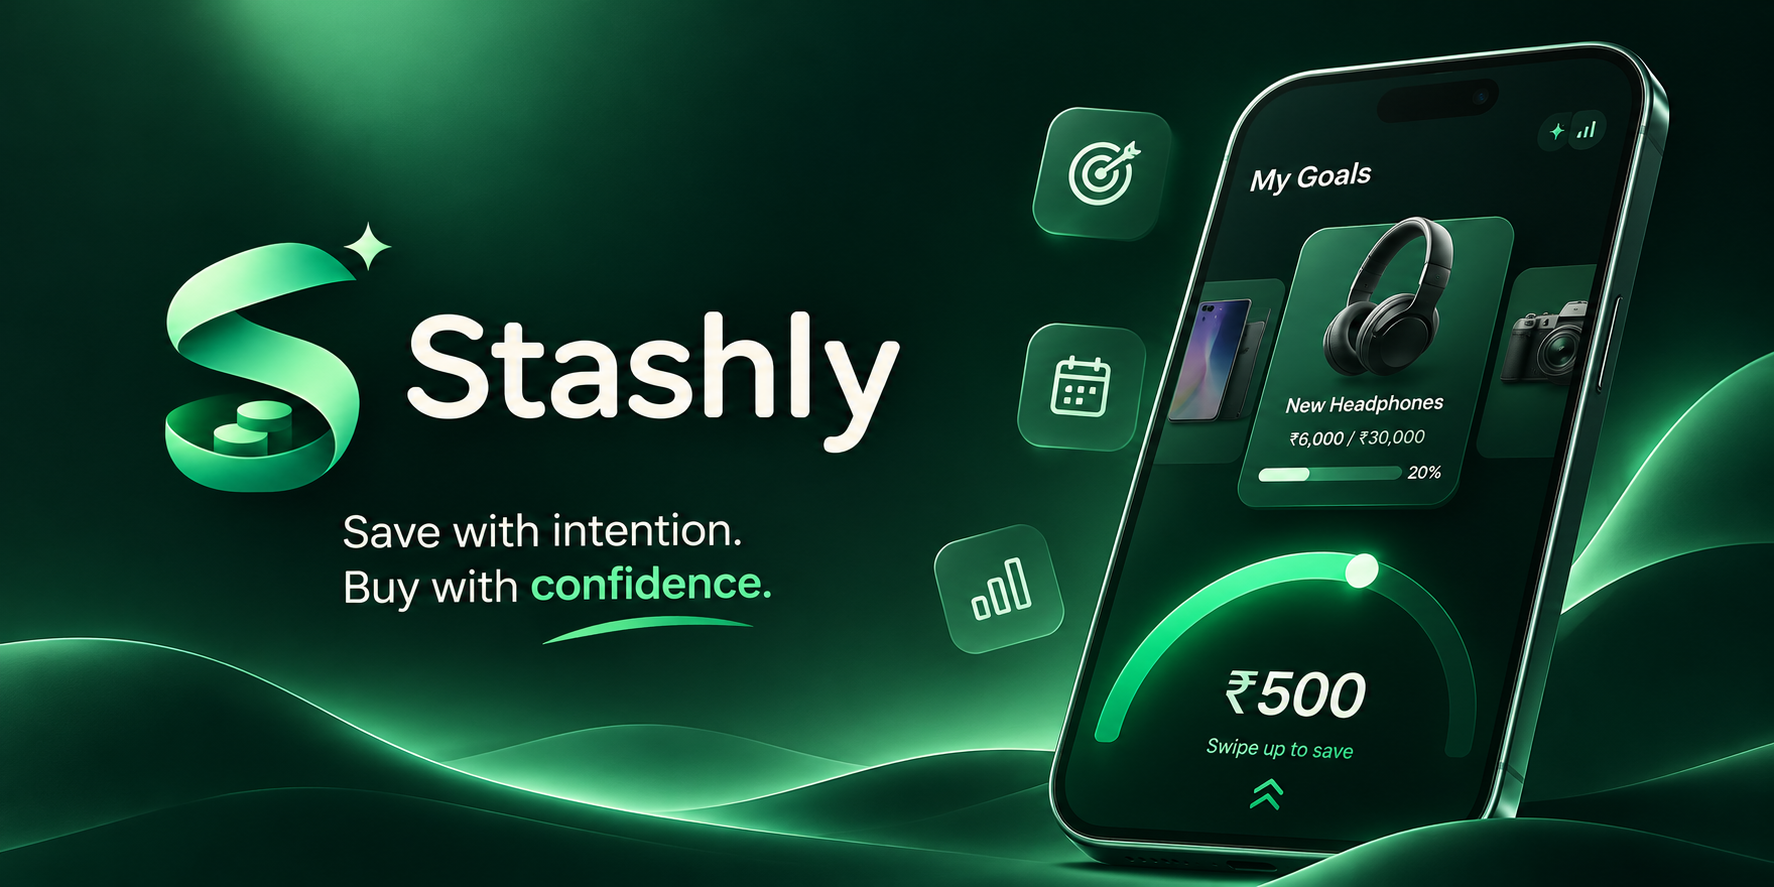 Stashly
Save with intention.
Buy with confidence.
My Goals
New Headphones
₹6,000 / ₹30,000
20%
₹500
Swipe up to save